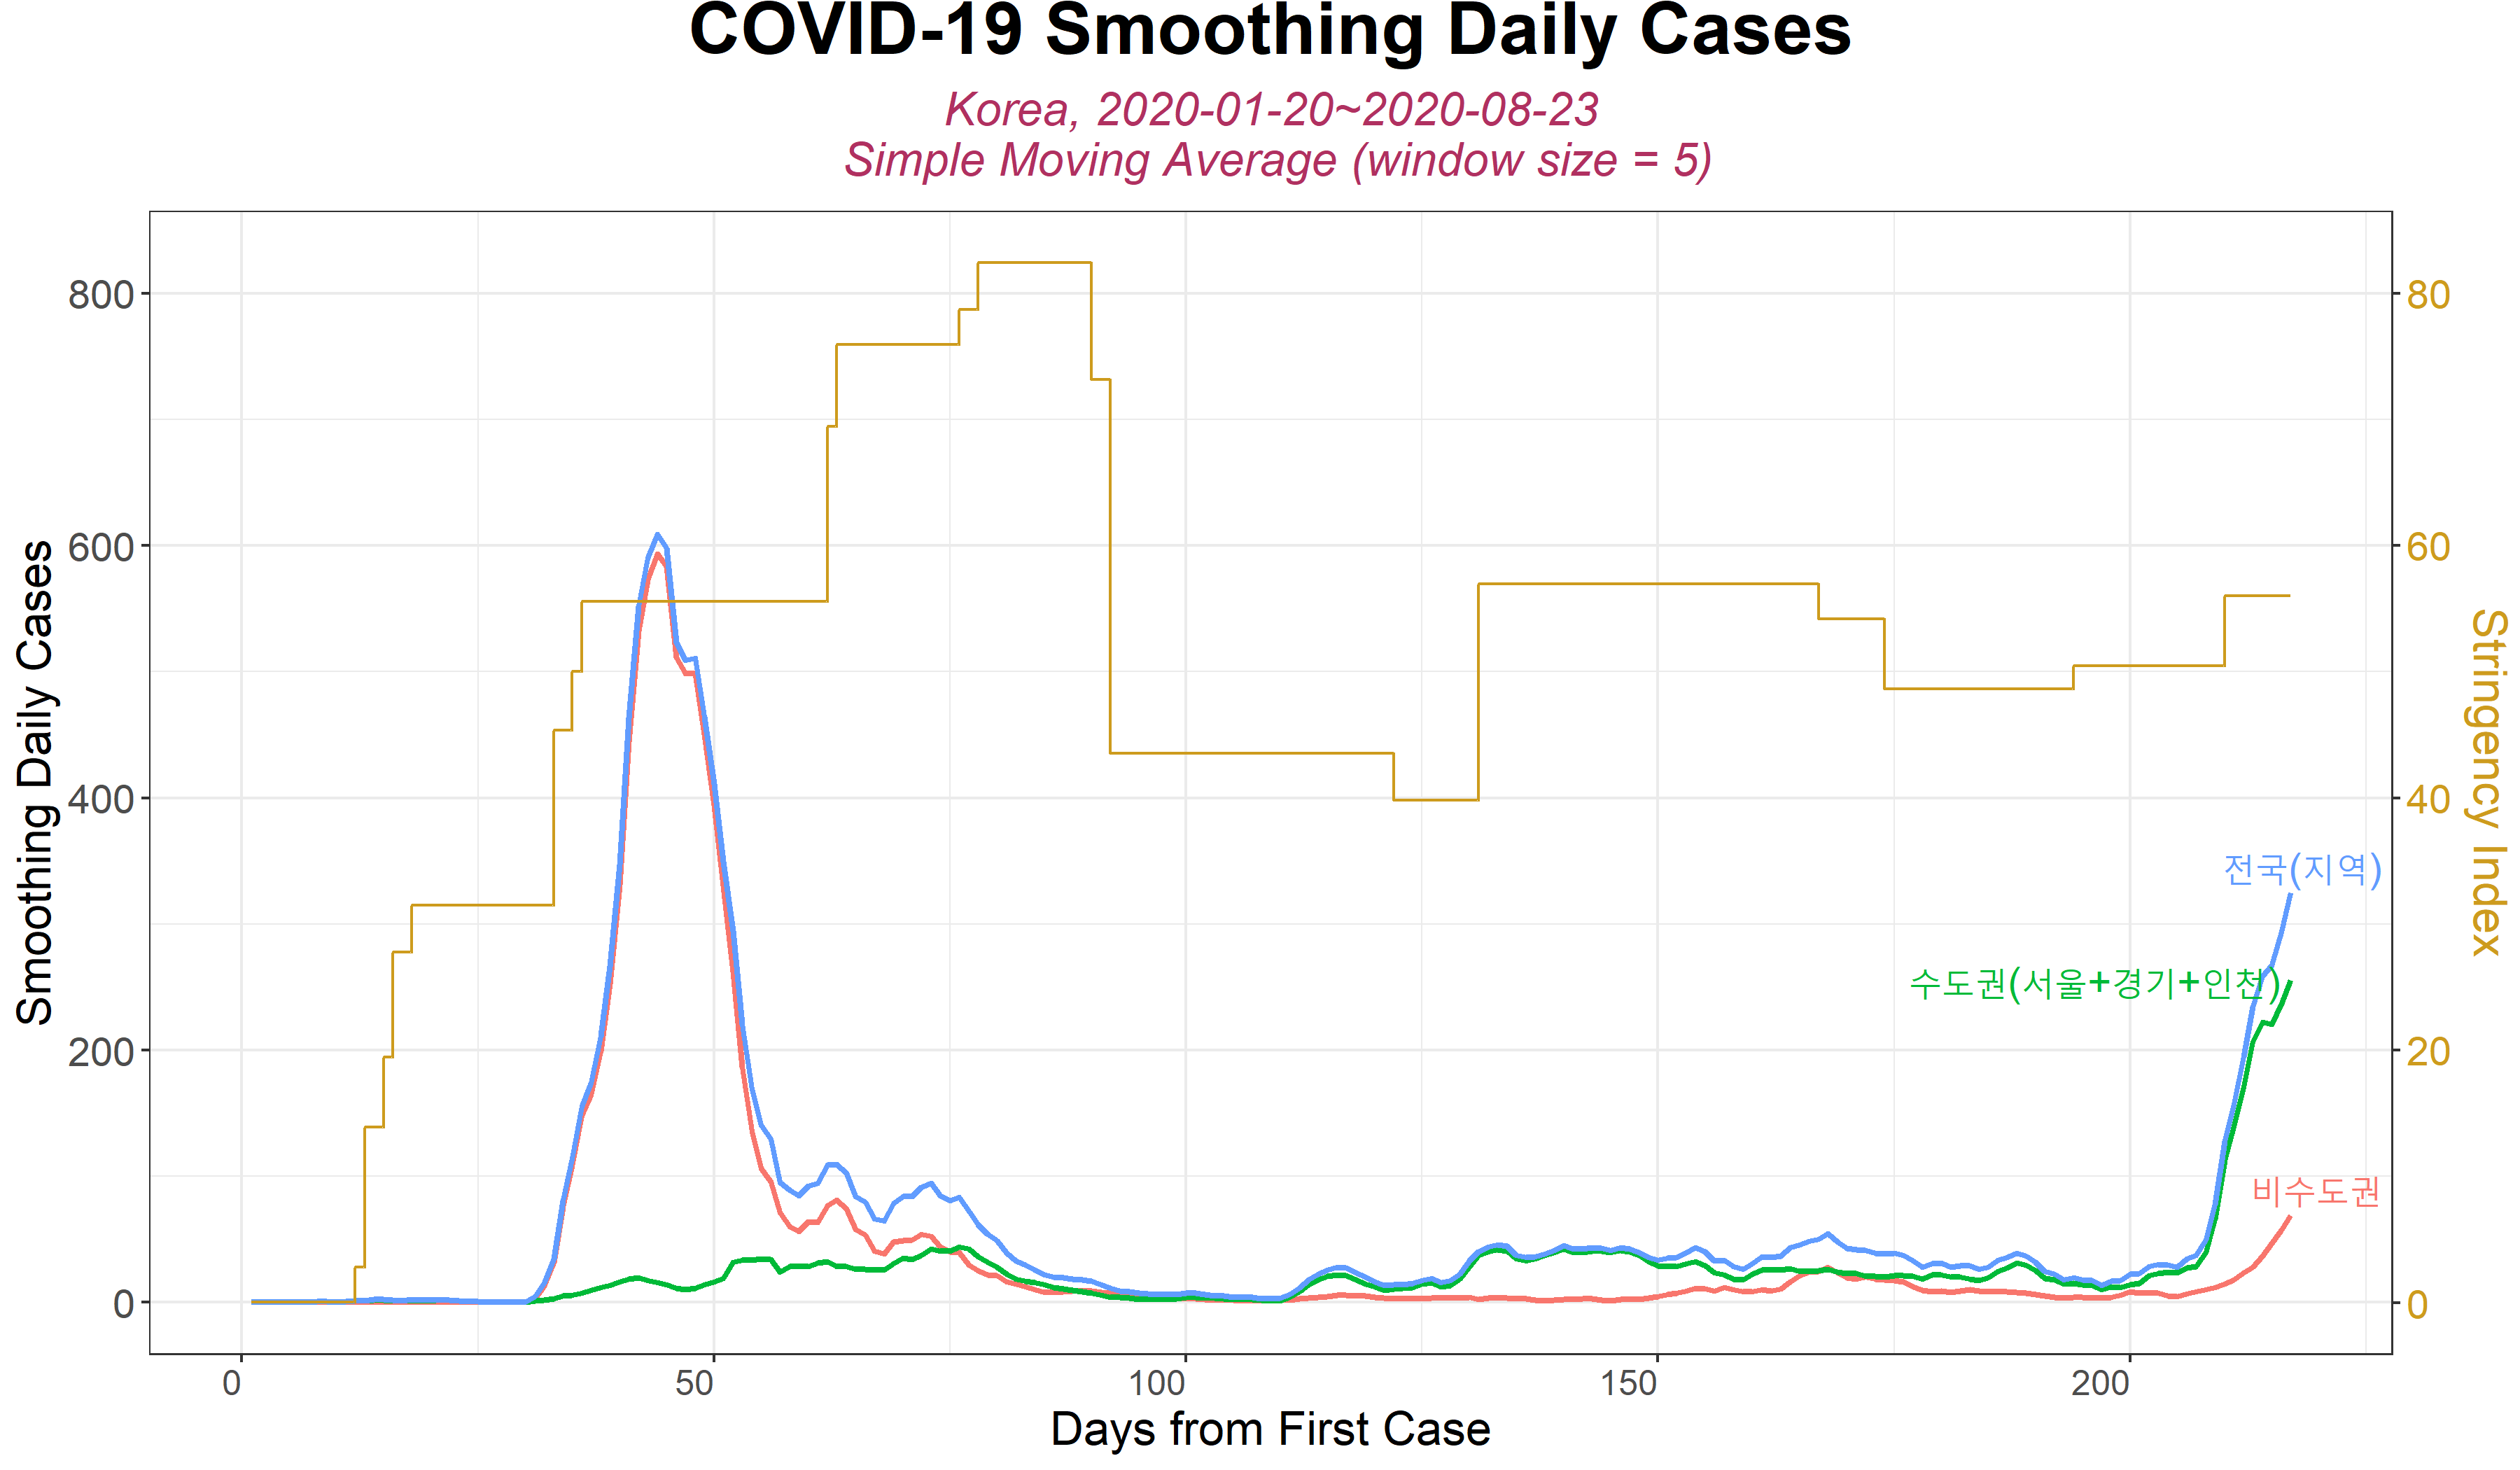 COVID-19 Smoothing Daily Cases
Korea, 2020-01-20~2020-08-23
Simple Moving Average (window size = 5)
Smoothing Daily Cases
800
600
400
200
0
80
60
40
20
0
Stringency Index
전국(지역)
수도권(서울+경기+인천)
비수도권
0
50
100
150
200
Days from First Case